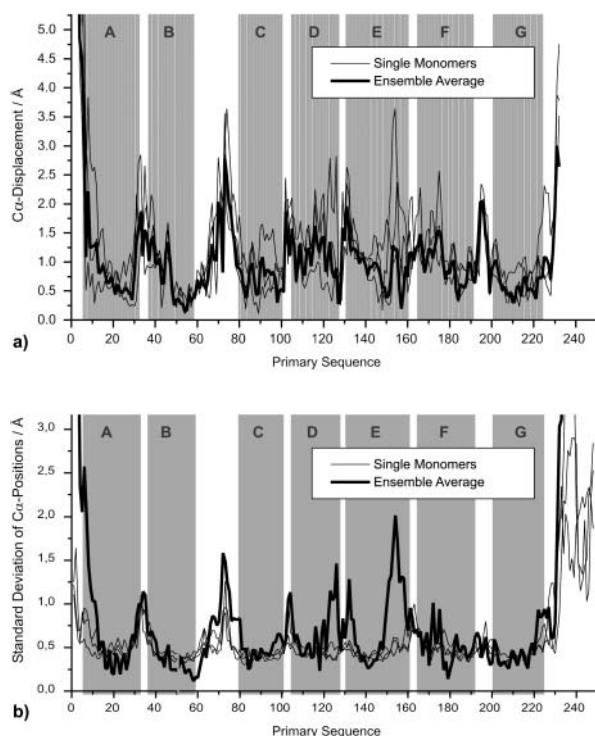 A B C D E F G
Single Monomers
Ensemble Average
5.0
4.5
4.0
3.5
3.0
2.5
2.0
1.5
1.0
0.5
0.0
Cα-Displacement / Å
0 20 40 60 80 100 120 140 160 180 200 220 240
a)
Primary Sequence
A B C D E F G
Single Monomers
Ensemble Average
3,0
2,5
2,0
1,5
1,0
0,5
0,0
Standard Deviation of Cα-Positions / Å
0 20 40 60 80 100 120 140 160 180 200 220 240
b)
Primary Sequence